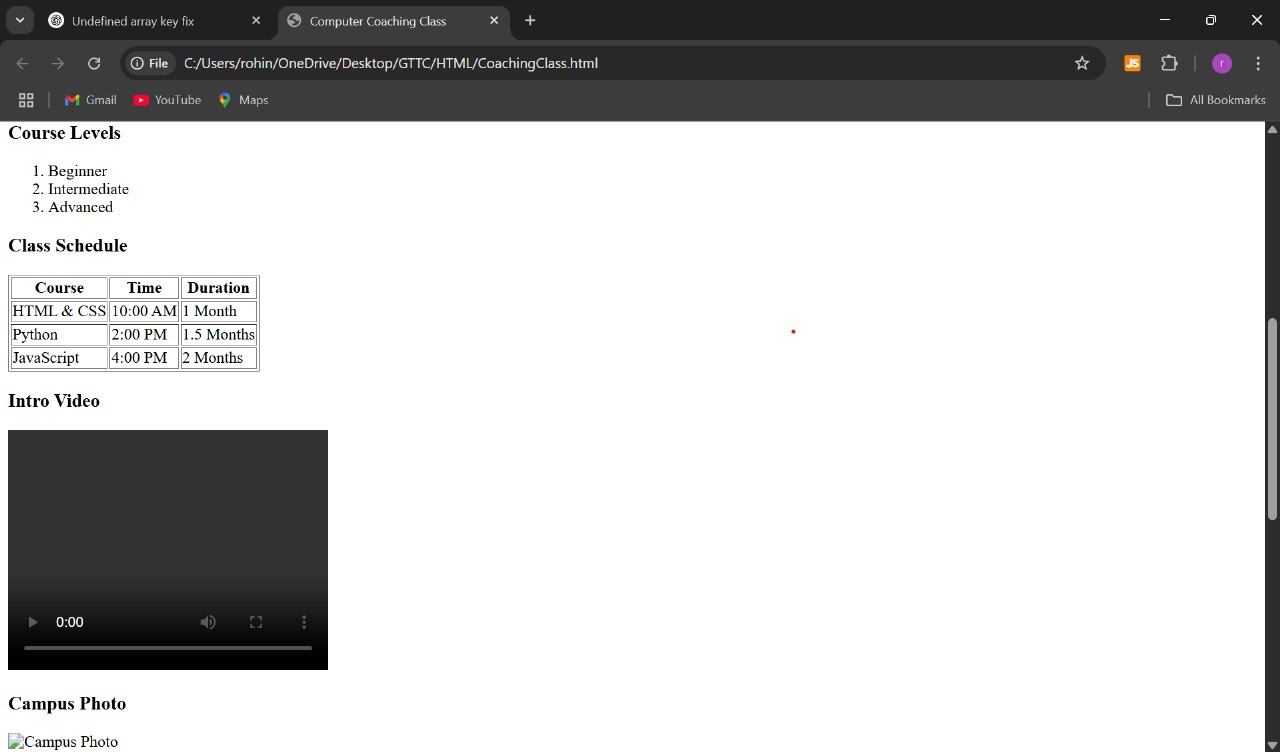 Undefined array key fix
Computer Coaching Class
File
C:/Users/rohin/OneDrive/Desktop/GTTC/HTML/CoachingClass.html
JS
r
Gmail
YouTube
Maps
All Bookmarks
Course Levels
1. Beginner
2. Intermediate
3. Advanced
Class Schedule
Course Time Duration
HTML & CSS 10:00 AM 1 Month
Python 2:00 PM 1.5 Months
JavaScript 4:00 PM 2 Months
Intro Video
0:00
Campus Photo
Campus Photo